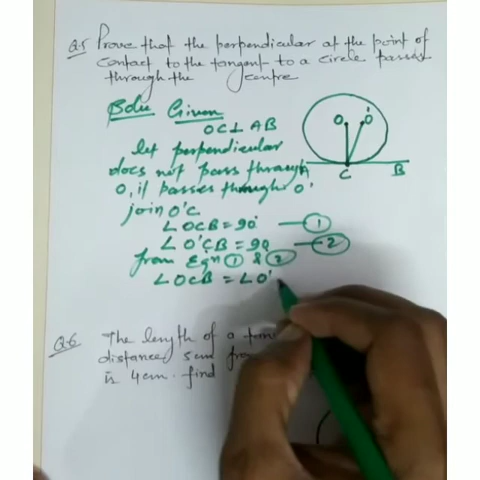 Q.5 Prove that the perpendicular at the point of
contact to the tangent to a circle passes
through the centre
Solu Given
OC⊥AB
let perpendicular
does not pass through
O, it passes through O'
join O'C
∠OCB = 90° — ①
∠O'CB = 90 — ②
from Eqn ① & ②
∠OCB = ∠O'
O O'
A C B
Q.6 The length of a
distance 5cm
is 4cm. find